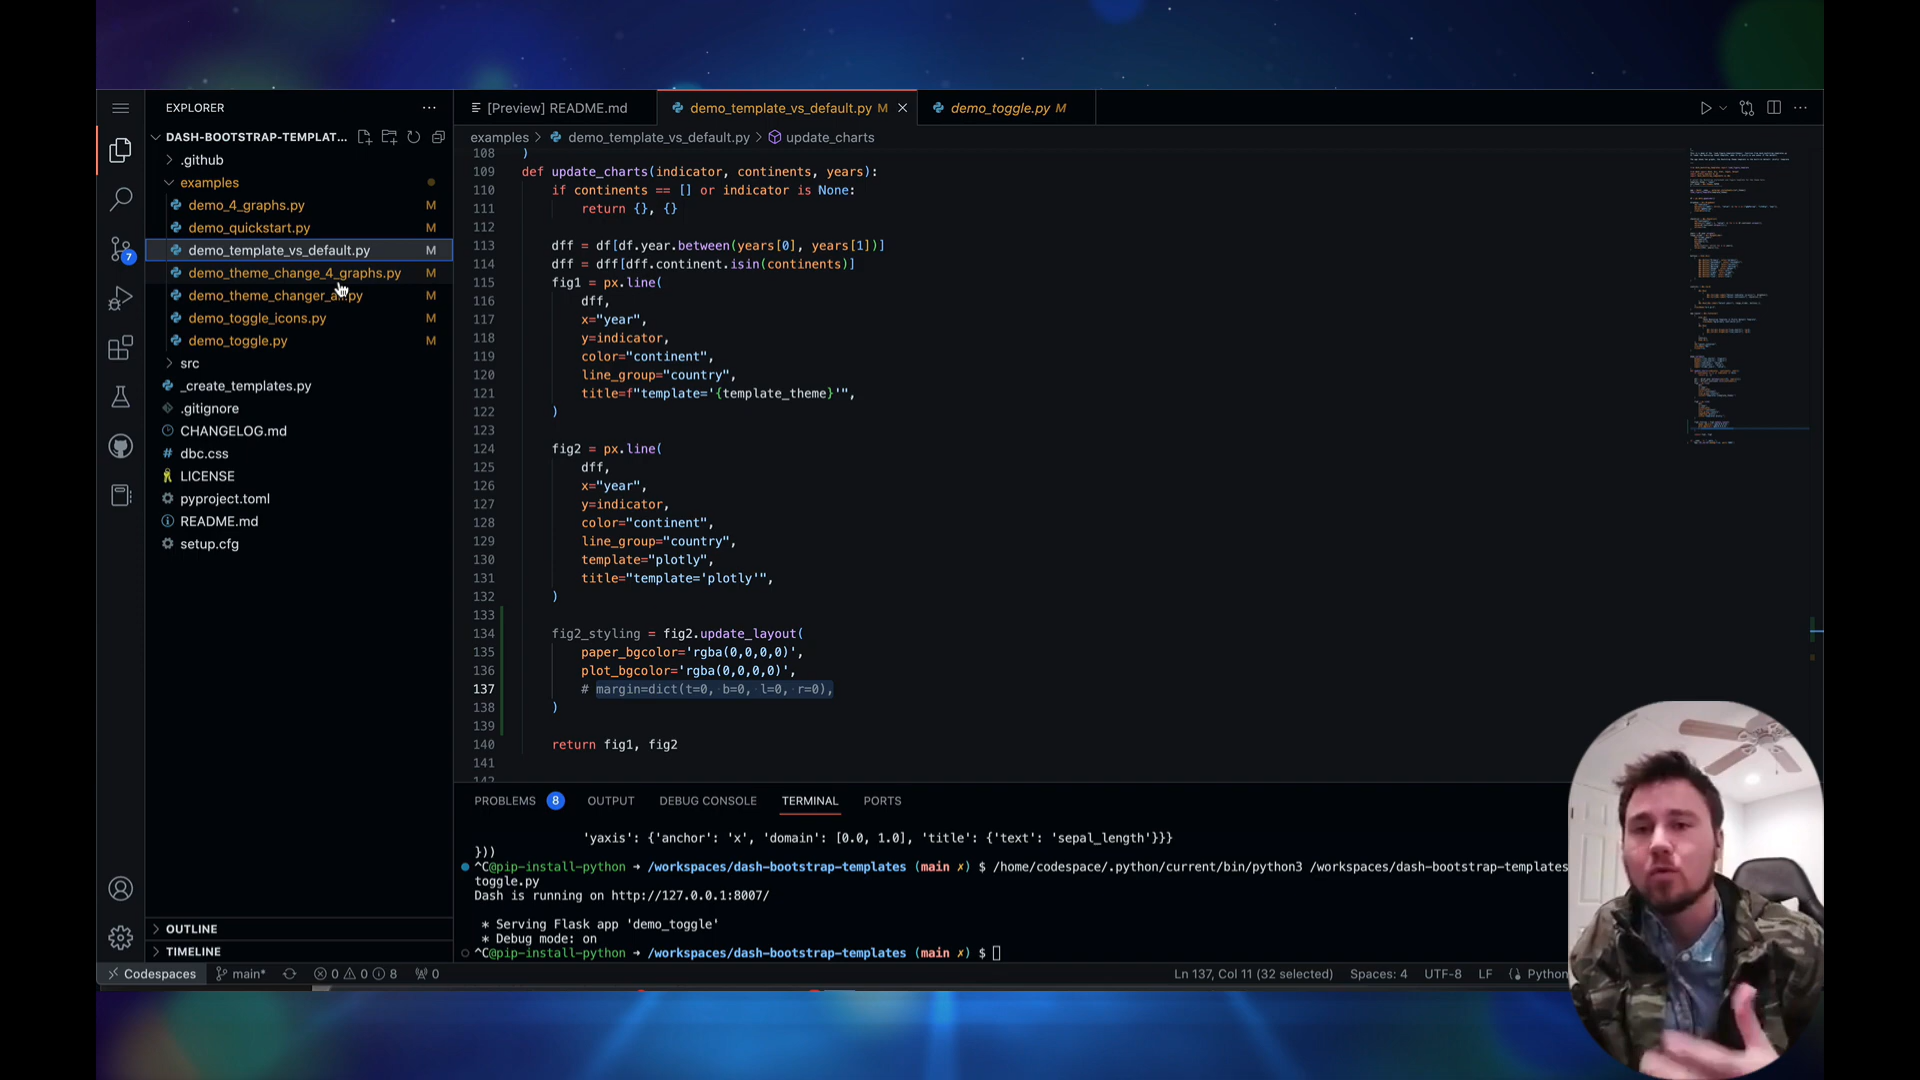 EXPLORER
DASH-BOOTSTRAP-TEMPLAT...
.github
examples
demo_4_graphs.py M
demo_quickstart.py M
demo_template_vs_default.py M
demo_theme_change_4_graphs.py M
M
demo_toggle_icons.py M
demo_toggle.py M
src
_create_templates.py
.gitignore
CHANGELOG.md
dbc.css
LICENSE
pyproject.toml
README.md
setup.cfg
7
OUTLINE
TIMELINE
[Preview] README.md
demo_template_vs_default.py M
demo_toggle.py M
examples > demo_template_vs_default.py > update_charts
108 )
109 def update_charts(indicator, continents, years):
110 if continents == [] or indicator is None:
111 return {}, {}
112
113 dff = df[df.year.between(years[0], years[1])]
114 dff = dff[dff.continent.isin(continents)]
115 fig1 = px.line(
116 dff,
117 x="year",
118 y=indicator,
119 color="continent",
120 line_group="country",
121 title=f"template='{template_theme}'",
122 )
123
124 fig2 = px.line(
125 dff,
126 x="year",
127 y=indicator,
128 color="continent",
129 line_group="country",
130 template="plotly",
131 title="template='plotly'",
132 )
133
134 fig2_styling = fig2.update_layout(
135 paper_bgcolor='rgba(0,0,0,0)',
136 plot_bgcolor='rgba(0,0,0,0)',
137 # margin=dict(t=0, b=0, l=0, r=0),
138 )
139
140 return fig1, fig2
141
142
PROBLEMS 8 OUTPUT DEBUG CONSOLE TERMINAL PORTS
'yaxis': {'anchor': 'x', 'domain': [0.0, 1.0], 'title': {'text': 'sepal_length'}}}
}))
^C@pip-install-python → /workspaces/dash-bootstrap-templates (main ✗) $ /home/codespace/.python/current/bin/python3 /workspaces/dash-bootstrap-templates
toggle.py
Dash is running on http://127.0.0.1:8007/
* Serving Flask app 'demo_toggle'
* Debug mode: on
^C@pip-install-python → /workspaces/dash-bootstrap-templates (main ✗) $
Codespaces main* 0 0 8 0 Ln 137, Col 11 (32 selected) Spaces: 4 UTF-8 LF Python